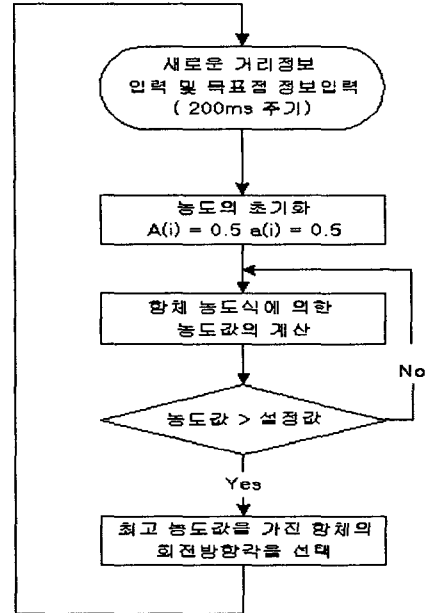 새로운 거리정보
입력 및 목표점 정보입력
( 200ms 주기)
농도의 초기화
A(i) = 0.5 a(i) = 0.5
항체 농도식에 의한
농도값의 계산
No
농도값 > 설정값
Yes
최고 농도값을 가진 항체의
회전방향각을 선택